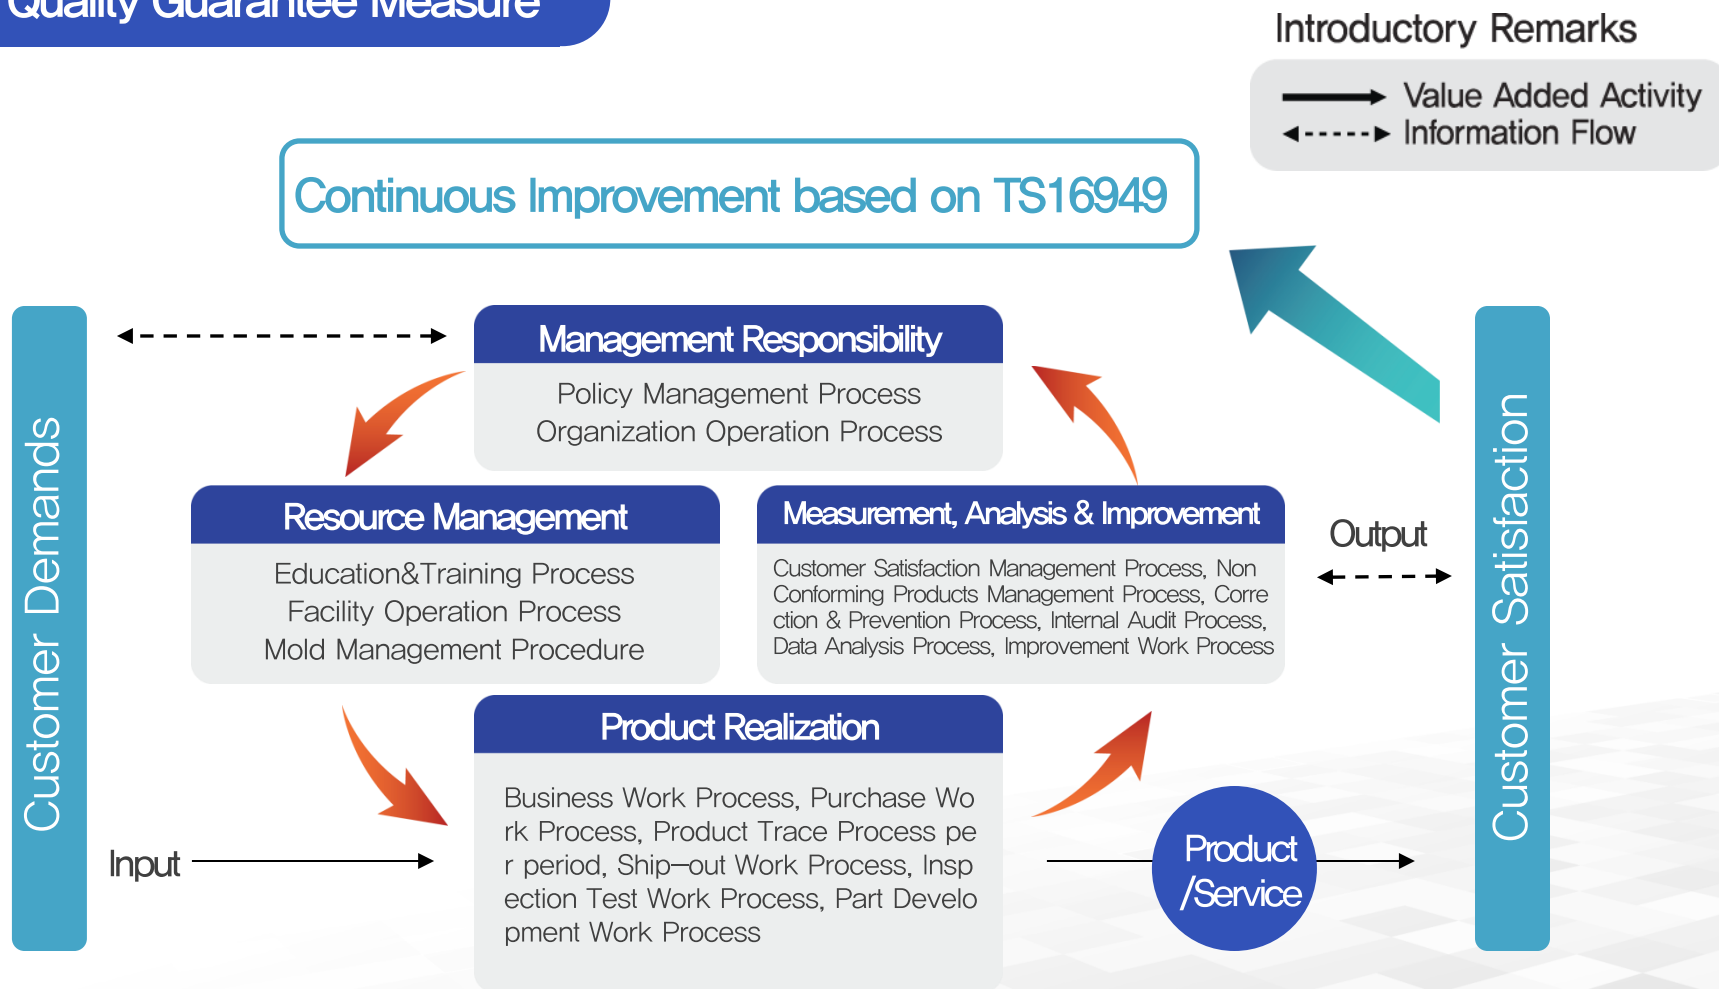 Quality Guarantee Measure
Introductory Remarks
Value Added Activity
Information Flow
Continuous Improvement based on TS16949
Customer Demands
Management Responsibility
Policy Management Process
Organization Operation Process
Resource Management
Education&Training Process
Facility Operation Process
Mold Management Procedure
Measurement, Analysis & Improvement
Customer Satisfaction Management Process, Non
Conforming Products Management Process, Corre
ction & Prevention Process, Internal Audit Process,
Data Analysis Process, Improvement Work Process
Output
Customer Satisfaction
Product Realization
Business Work Process, Purchase Wo
rk Process, Product Trace Process pe
r period, Ship-out Work Process, Insp
ection Test Work Process, Part Develo
pment Work Process
Input
Product
/Service